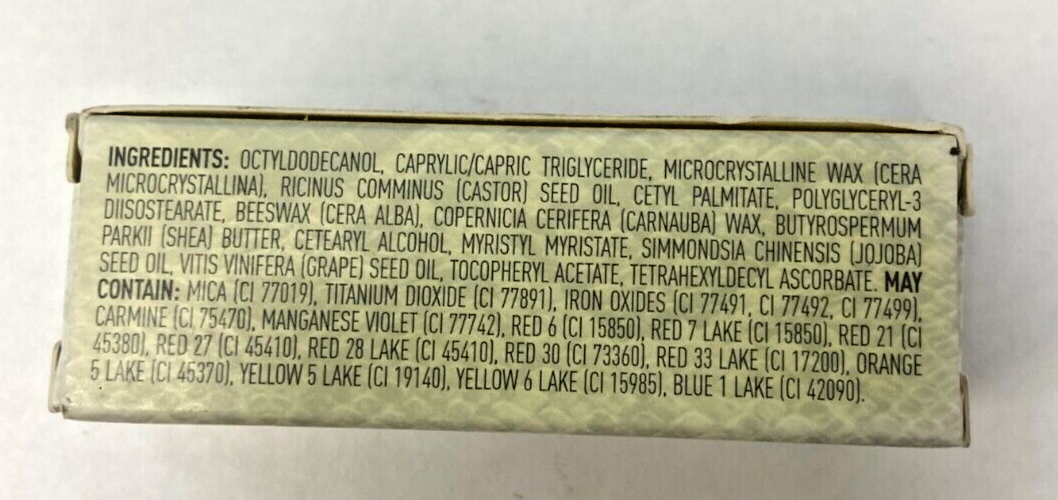 INGREDIENTS: OCTYLDODECANOL, CAPRYLIC/CAPRIC TRIGLYCERIDE, MICROCRYSTALLINE WAX (CERA
MICROCRYSTALLINA), RICINUS COMMINUS (CASTOR) SEED OIL, CETYL PALMITATE, POLYGLYCERYL-3
DIISOSTEARATE, BEESWAX (CERA ALBA), COPERNICIA CERIFERA (CARNAUBA) WAX, BUTYROSPERMUM
PARKII (SHEA) BUTTER, CETEARYL ALCOHOL, MYRISTYL MYRISTATE, SIMMONDSIA CHINENSIS (JOJOBA)
SEED OIL, VITIS VINIFERA (GRAPE) SEED OIL, TOCOPHERYL ACETATE, TETRAHEXYLDECYL ASCORBATE. MAY
CONTAIN: MICA (CI 77019), TITANIUM DIOXIDE (CI 77891), IRON OXIDES (CI 77491, CI 77492, CI 77499),
CARMINE (CI 75470), MANGANESE VIOLET (CI 77742), RED 6 (CI 15850), RED 7 LAKE (CI 15850), RED 21 (CI
45380), RED 27 (CI 45410), RED 28 LAKE (CI 45410), RED 30 (CI 73360), RED 33 LAKE (CI 17200), ORANGE
5 LAKE (CI 45370), YELLOW 5 LAKE (CI 19140), YELLOW 6 LAKE (CI 15985), BLUE 1 LAKE (CI 42090).